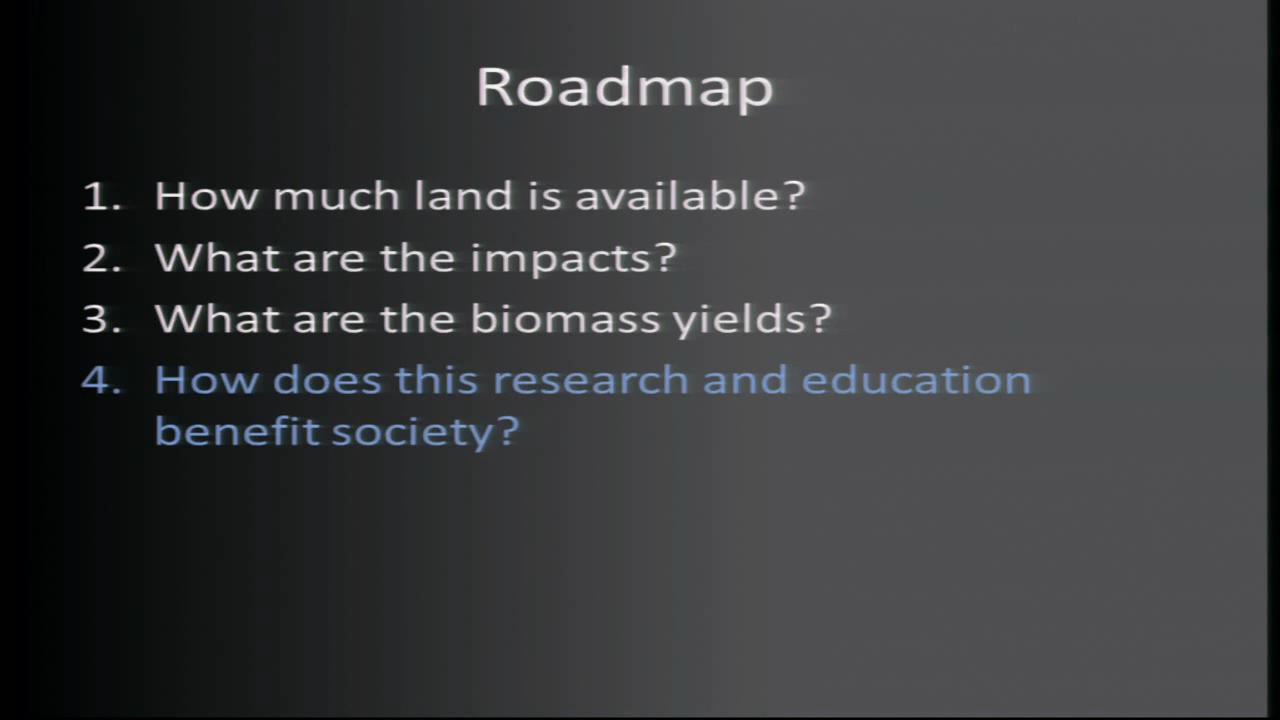 Roadmap
1. How much land is available?
2. What are the impacts?
3. What are the biomass yields?
4. How does this research and education
benefit society?